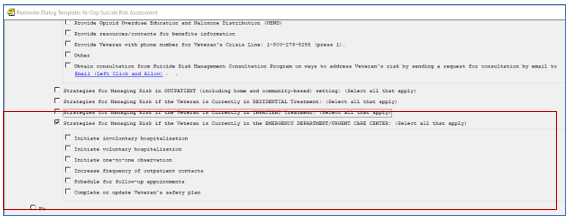 Reminder Dialog Template: Va-Osp Suicide Risk Assessment
Provide Opioid Overdose Education and Naloxone Distribution (OEND)
Provide resources/contacts for benefits information
Provide Veteran with phone number for Veteran's Crisis Line: 1-800-273-8255 (press 1).
Other
Obtain consultation from Suicide Risk Management Consultation Program on ways to address Veteran's risk by sending a request for consultation by email to
Email (Left Click and Allow) . .
Strategies for Managing Risk in OUTPATIENT (including home and community-based) setting: (Select all that apply)
Strategies for Managing Risk if the Veteran is Currently in RESIDENTIAL Treatment: (Select all that apply)
Strategies for Managing Risk if the Veteran is Currently in INPATIENT Treatment: (Select all that apply)
Strategies for Managing Risk if the Veteran is Currently in the EMERGENCY DEPARTMENT/URGENT CARE CENTER: (Select all that apply)
Initiate involuntary hospitalization
Initiate voluntary hospitalization
Initiate one-to-one observation
Increase frequency of outpatient contacts
Schedule for follow-up appointments
Complete or update Veteran's safety plan
No